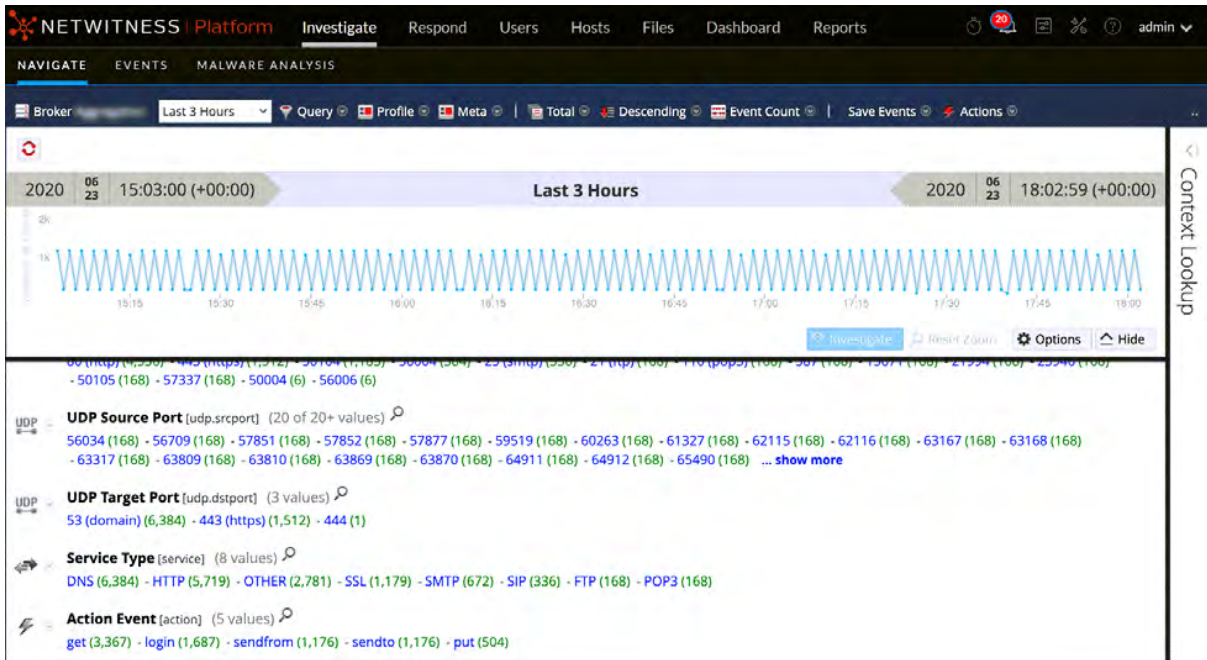 NETWITNESS | Platform Investigate Respond Users Hosts Files Dashboard Reports 20 admin
NAVIGATE EVENTS MALWARE ANALYSIS
Broker Last 3 Hours Query Profile Meta | Total Descending Event Count | Save Events Actions ..
2020 06 23 15:03:00 (+00:00) Last 3 Hours 2020 06 23 18:02:59 (+00:00)
Context Lookup
2k
1k
15:15 15:30 15:45 16:00 16:15 16:30 16:45 17:00 17:15 17:30 17:45 18:00
Investigate Reset Zoom Options Hide
- 50105 (168) - 57337 (168) - 50004 (6) - 56006 (6)
UDP UDP Source Port [udp.srcport] (20 of 20+ values)
56034 (168) - 56709 (168) - 57851 (168) - 57852 (168) - 57877 (168) - 59519 (168) - 60263 (168) - 61327 (168) - 62115 (168) - 62116 (168) - 63167 (168) - 63168 (168)
- 63317 (168) - 63809 (168) - 63810 (168) - 63869 (168) - 63870 (168) - 64911 (168) - 64912 (168) - 65490 (168) ... show more
UDP UDP Target Port [udp.dstport] (3 values)
53 (domain) (6,384) - 443 (https) (1,512) - 444 (1)
Service Type [service] (8 values)
DNS (6,384) - HTTP (5,719) - OTHER (2,781) - SSL (1,179) - SMTP (672) - SIP (336) - FTP (168) - POP3 (168)
Action Event [action] (5 values)
get (3,367) - login (1,687) - sendfrom (1,176) - sendto (1,176) - put (504)